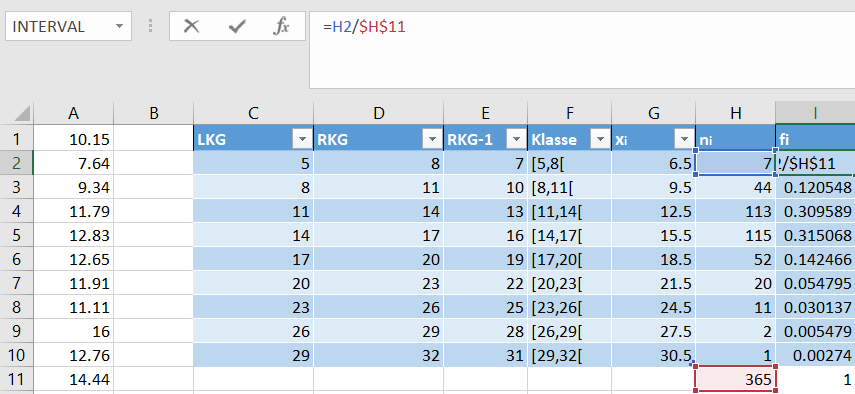 INTERVAL fx =H2/$H$11
A B C D E F G H I
1 10.15 LKG RKG RKG-1 Klasse xi ni fi
2 7.64 5 8 7 [5,8[ 6.5 7 2/$H$11
3 9.34 8 11 10 [8,11[ 9.5 44 0.120548
4 11.79 11 14 13 [11,14[ 12.5 113 0.309589
5 12.83 14 17 16 [14,17[ 15.5 115 0.315068
6 12.65 17 20 19 [17,20[ 18.5 52 0.142466
7 11.91 20 23 22 [20,23[ 21.5 20 0.054795
8 11.11 23 26 25 [23,26[ 24.5 11 0.030137
9 16 26 29 28 [26,29[ 27.5 2 0.005479
10 12.76 29 32 31 [29,32[ 30.5 1 0.00274
11 14.44 365 1